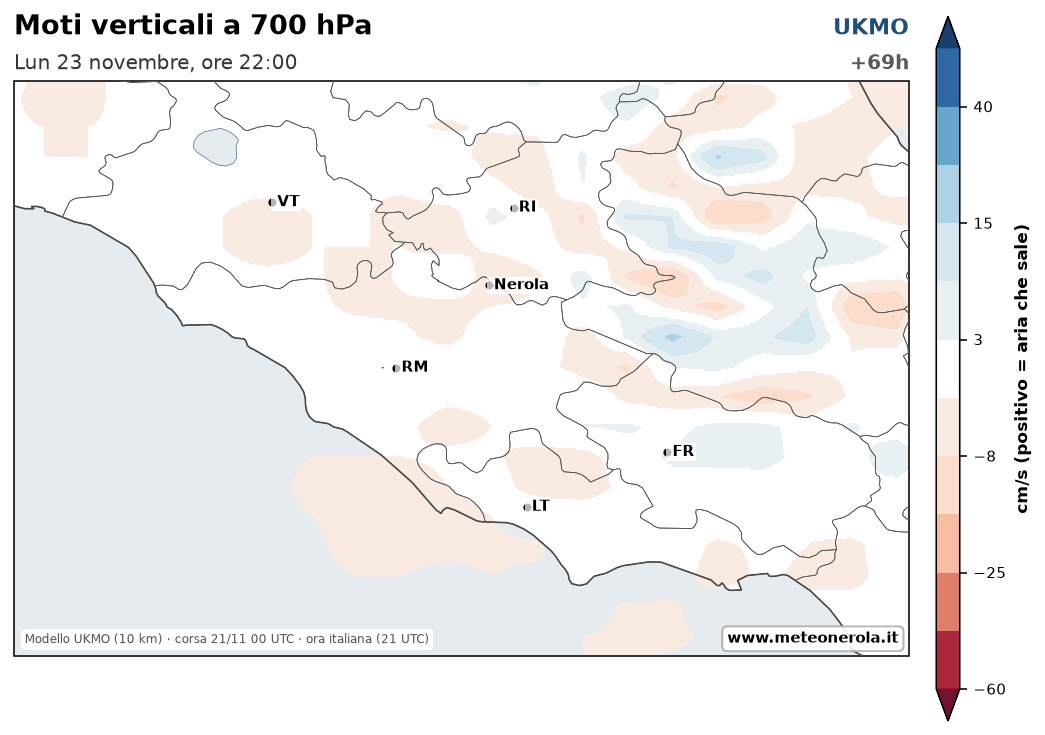 Moti verticali a 700 hPa
UKMO
Lun 23 novembre, ore 22:00
+69h
VT
RI
Nerola
RM
FR
LT
40
15
3
−8
−25
−60
cm/s (positivo = aria che sale)
Modello UKMO (10 km) · corsa 21/11 00 UTC · ora italiana (21 UTC)
www.meteonerola.it